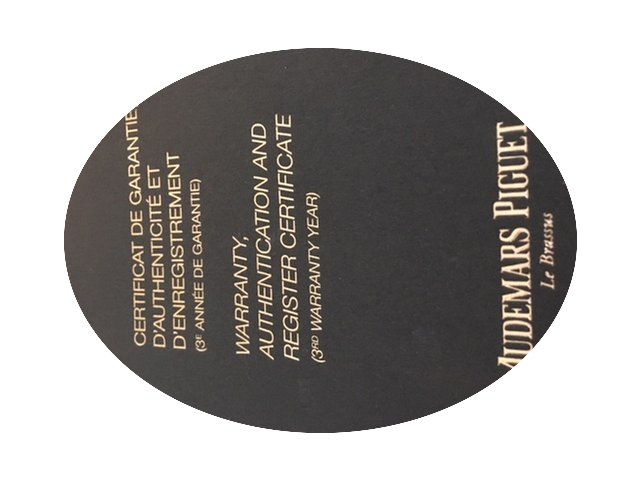 CERTIFICAT DE GARANTIE
D'AUTHENTICITÉ ET
D'ENREGISTREMENT
(3E ANNÉE DE GARANTIE)
WARRANTY,
AUTHENTICATION AND
REGISTER CERTIFICATE
(3RD WARRANTY YEAR)
AUDEMARS PIGUET
Le Brassus